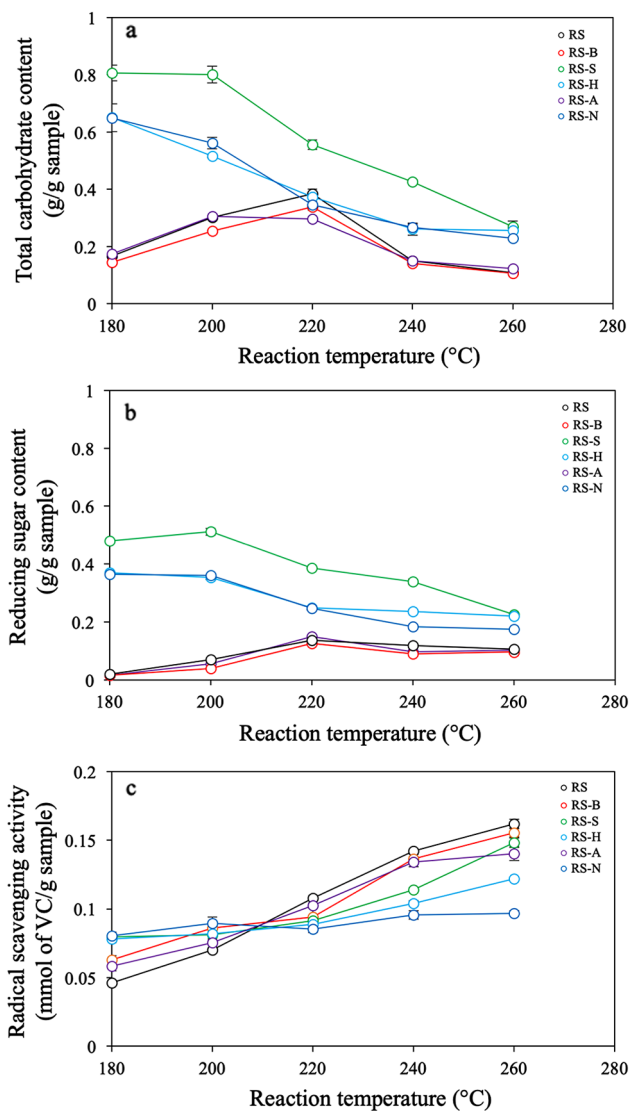 a
Total carbohydrate content
(g/g sample)
1
0.8
0.6
0.4
0.2
0
180
200
220
240
260
280
Reaction temperature (°C)
RS
RS-B
RS-S
RS-H
RS-A
RS-N
b
Reducing sugar content
(g/g sample)
1
0.8
0.6
0.4
0.2
0
180
200
220
240
260
280
Reaction temperature (°C)
RS
RS-B
RS-S
RS-H
RS-A
RS-N
c
Radical scavenging activity
(mmol of VC/g sample)
0.2
0.15
0.1
0.05
0
180
200
220
240
260
280
Reaction temperature (°C)
RS
RS-B
RS-S
RS-H
RS-A
RS-N